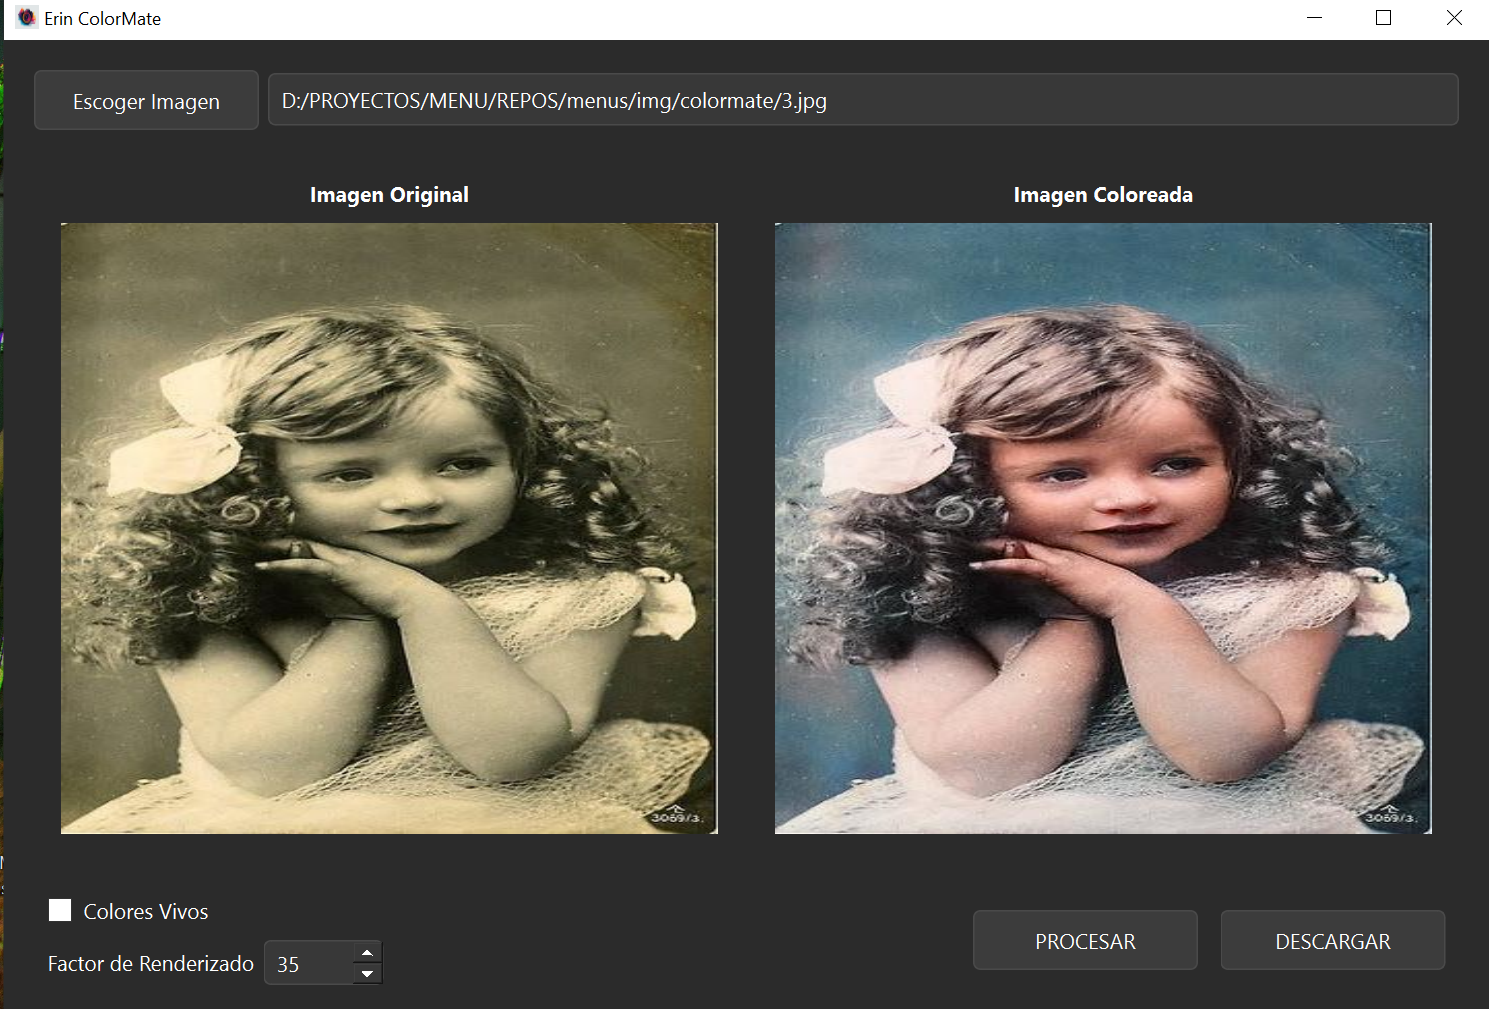 Erin ColorMate
Escoger Imagen
D:/PROYECTOS/MENU/REPOS/menus/img/colormate/3.jpg
Imagen Original
Imagen Coloreada
3069/3.
3069/3.
Colores Vivos
PROCESAR
DESCARGAR
Factor de Renderizado
35